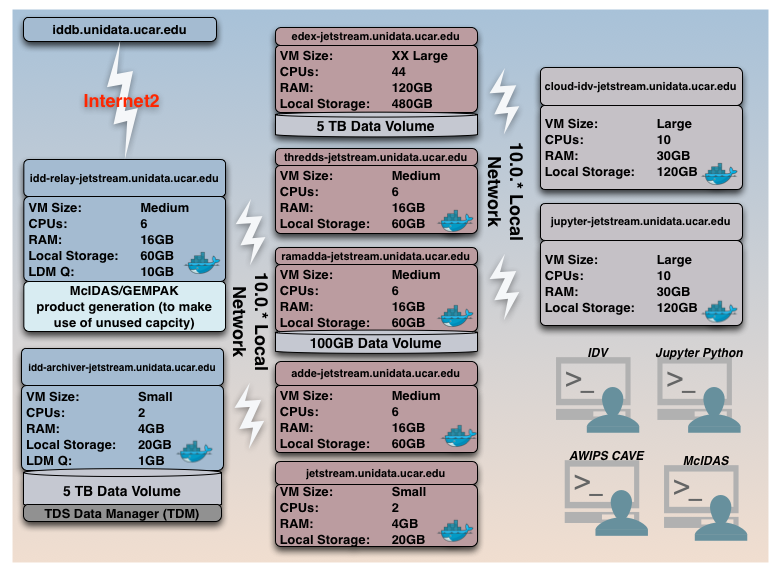 iddb.unidata.ucar.edu
Internet2
idd-relay-jetstream.unidata.ucar.edu
VM Size: Medium
CPUs: 6
RAM: 16GB
Local Storage: 60GB
LDM Q: 10GB
McIDAS/GEMPAK
product generation (to make
use of unused capcity)
idd-archiver-jetstream.unidata.ucar.edu
VM Size: Small
CPUs: 2
RAM: 4GB
Local Storage: 20GB
LDM Q: 1GB
5 TB Data Volume
TDS Data Manager (TDM)
10.0.* Local
Network
edex-jetstream.unidata.ucar.edu
VM Size: XX Large
CPUs: 44
RAM: 120GB
Local Storage: 480GB
5 TB Data Volume
thredds-jetstream.unidata.ucar.edu
VM Size: Medium
CPUs: 6
RAM: 16GB
Local Storage: 60GB
ramadda-jetstream.unidata.ucar.edu
VM Size: Medium
CPUs: 6
RAM: 16GB
Local Storage: 60GB
100GB Data Volume
adde-jetstream.unidata.ucar.edu
VM Size: Medium
CPUs: 6
RAM: 16GB
Local Storage: 60GB
jetstream.unidata.ucar.edu
VM Size: Small
CPUs: 2
RAM: 4GB
Local Storage: 20GB
10.0.* Local
Network
cloud-idv-jetstream.unidata.ucar.edu
VM Size: Large
CPUs: 10
RAM: 30GB
Local Storage: 120GB
jupyter-jetstream.unidata.ucar.edu
VM Size: Large
CPUs: 10
RAM: 30GB
Local Storage: 120GB
IDV
>_
Jupyter Python
>_
AWIPS CAVE
>_
McIDAS
>_